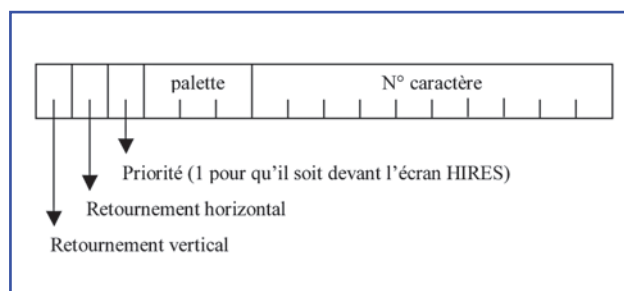 palette N° caractère
Priorité (1 pour qu'il soit devant l'écran HIRES)
Retournement horizontal
Retournement vertical